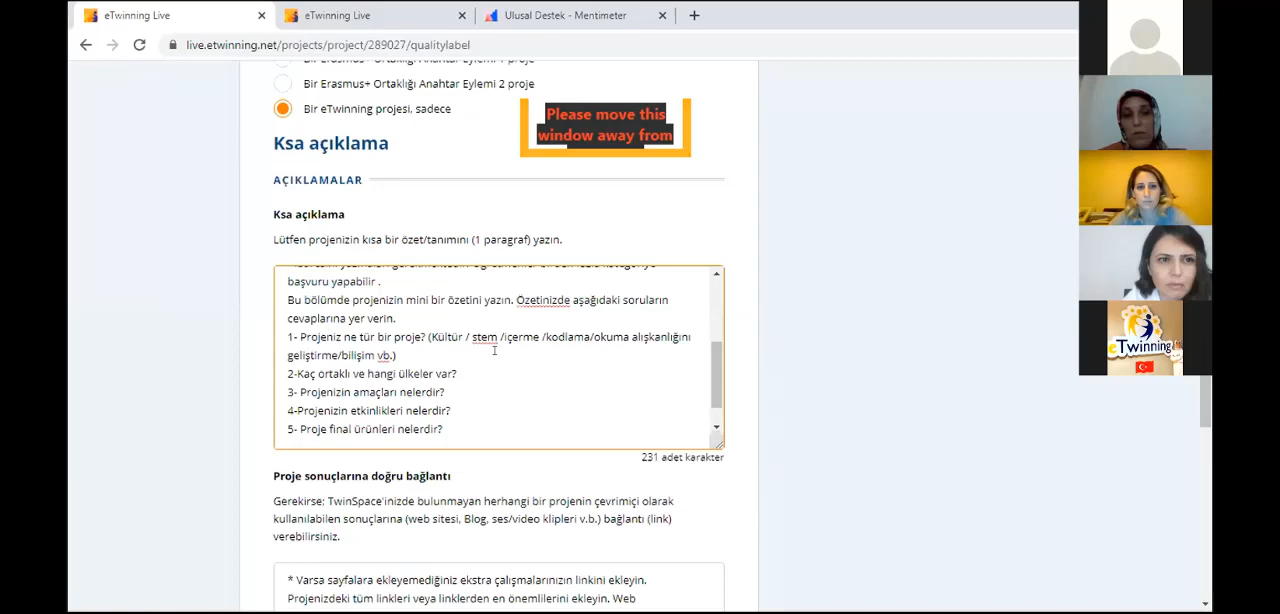 eTwinning Live
eTwinning Live
Ulusal Destek - Mentimeter
live.etwinning.net/projects/project/289027/qualitylabel
Bir Erasmus+ Ortaklığı Anahtar Eylemi 1 proje
Bir Erasmus+ Ortaklığı Anahtar Eylemi 2 proje
Bir eTwinning projesi, sadece
Please move this
window away from
Ksa açıklama
AÇIKLAMALAR
Ksa açıklama
Lütfen projenizin kısa bir özet/tanımını (1 paragraf) yazın.
başvuru yapabilir .
Bu bölümde projenizin mini bir özetini yazın. Özetinizde aşağıdaki soruların
cevaplarına yer verin.
1- Projeniz ne tür bir proje? (Kültür / stem /içerme /kodlama/okuma alışkanlığını
geliştirme/bilişim vb.)
2-Kaç ortaklı ve hangi ülkeler var?
3- Projenizin amaçları nelerdir?
4-Projenizin etkinlikleri nelerdir?
5- Proje final ürünleri nelerdir?
231 adet karakter
Proje sonuçlarına doğru bağlantı
Gerekirse: TwinSpace'inizde bulunmayan herhangi bir projenin çevrimiçi olarak
kullanılabilen sonuçlarına (web sitesi, Blog, ses/video klipleri v.b.) bağlantı (link)
verebilirsiniz.
* Varsa sayfalara ekleyemediğiniz ekstra çalışmalarınızın linkini ekleyin.
Projenizdeki tüm linkleri veya linklerden en önemlilerini ekleyin. Web
eTwinning